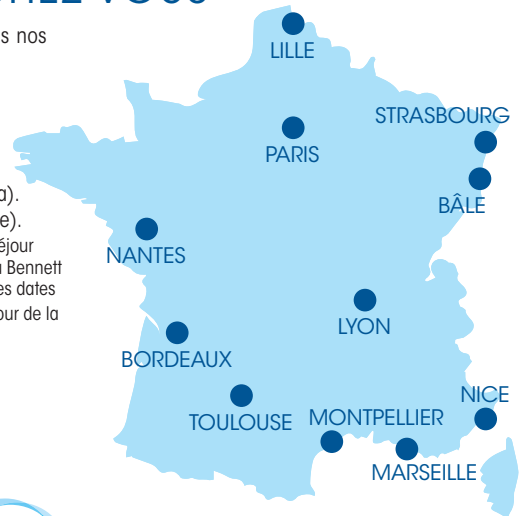 VOUS
s nos
a).
e).
éjour
Bennett
es dates
our de la
LILLE
STRASBOURG
PARIS
BÂLE
NANTES
LYON
BORDEAUX
NICE
TOULOUSE
MONTPELLIER
MARSEILLE